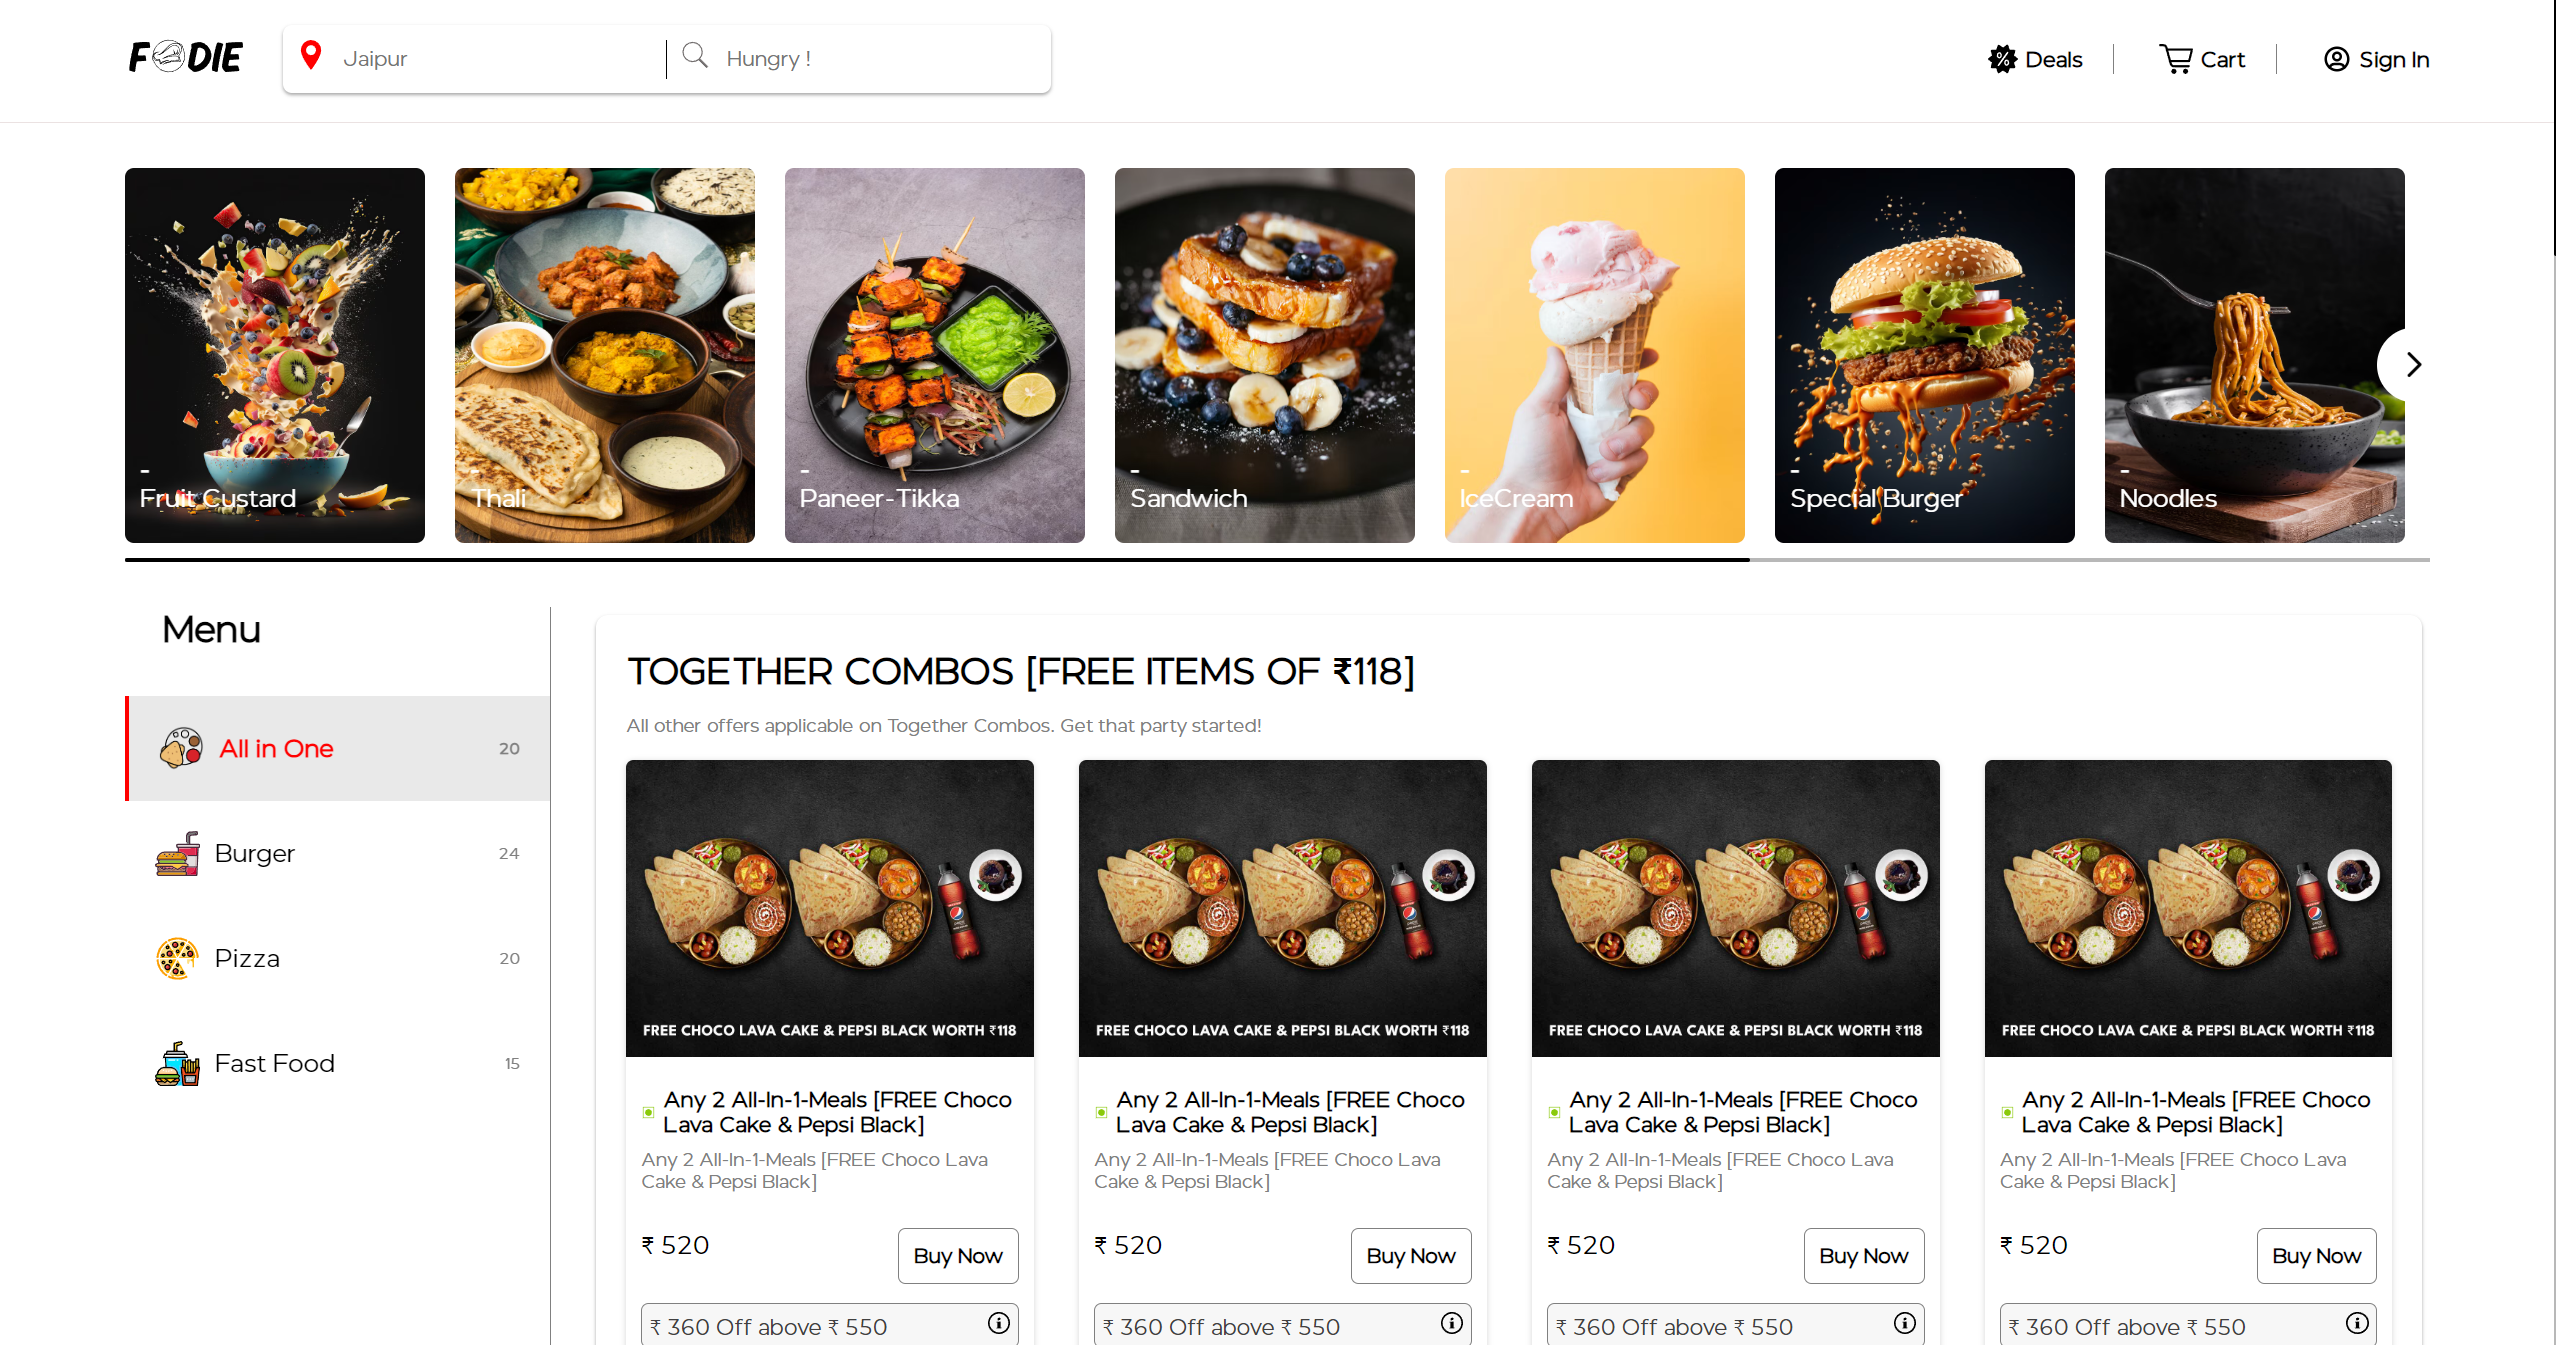 FOODIE
Jaipur
Hungry !
Deals
Cart
Sign In
-
Fruit Custard
-
Thali
-
Paneer-Tikka
-
Sandwich
-
IceCream
-
Special Burger
-
Noodles
Menu
All in One 20
Burger 24
Pizza 20
Fast Food 15
TOGETHER COMBOS [FREE ITEMS OF ₹118]
All other offers applicable on Together Combos. Get that party started!
FREE CHOCO LAVA CAKE & PEPSI BLACK WORTH ₹118
Any 2 All-In-1-Meals [FREE Choco
Lava Cake & Pepsi Black]
Any 2 All-In-1-Meals [FREE Choco Lava
Cake & Pepsi Black]
₹ 520
Buy Now
₹ 360 Off above ₹ 550
FREE CHOCO LAVA CAKE & PEPSI BLACK WORTH ₹118
Any 2 All-In-1-Meals [FREE Choco
Lava Cake & Pepsi Black]
Any 2 All-In-1-Meals [FREE Choco Lava
Cake & Pepsi Black]
₹ 520
Buy Now
₹ 360 Off above ₹ 550
FREE CHOCO LAVA CAKE & PEPSI BLACK WORTH ₹118
Any 2 All-In-1-Meals [FREE Choco
Lava Cake & Pepsi Black]
Any 2 All-In-1-Meals [FREE Choco Lava
Cake & Pepsi Black]
₹ 520
Buy Now
₹ 360 Off above ₹ 550
FREE CHOCO LAVA CAKE & PEPSI BLACK WORTH ₹118
Any 2 All-In-1-Meals [FREE Choco
Lava Cake & Pepsi Black]
Any 2 All-In-1-Meals [FREE Choco Lava
Cake & Pepsi Black]
₹ 520
Buy Now
₹ 360 Off above ₹ 550